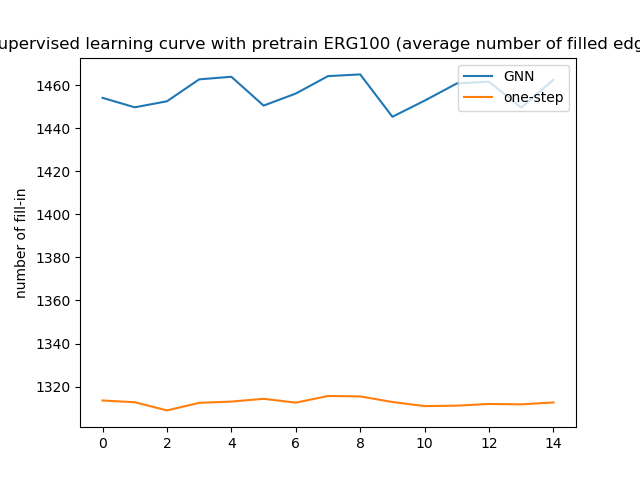 upervised learning curve with pretrain ERG100 (average number of filled edg
GNN
one-step
number of fill-in
1460
1440
1420
1400
1380
1360
1340
1320
0 2 4 6 8 10 12 14